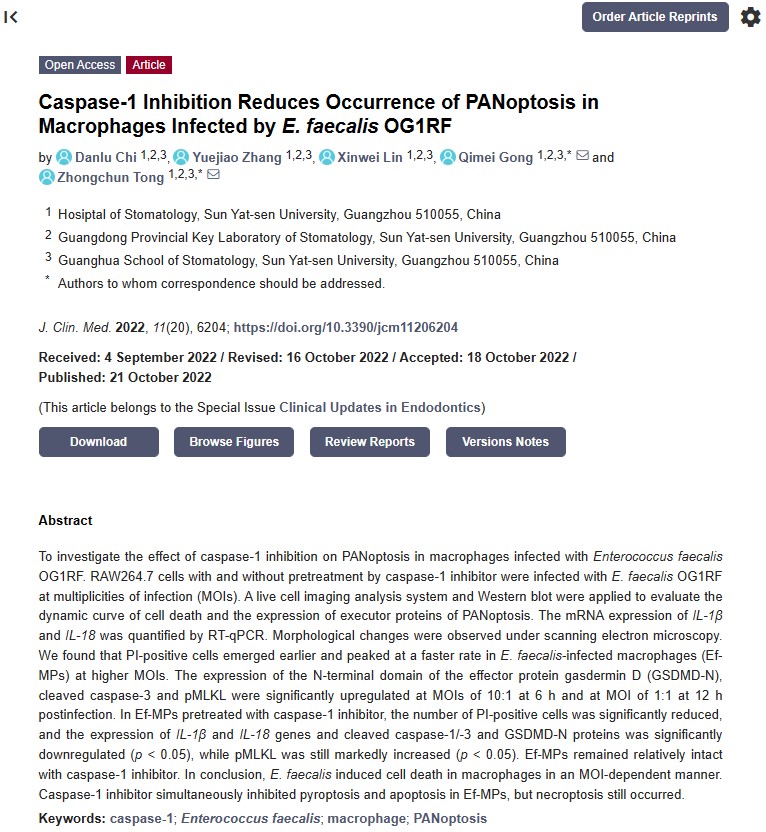 Order Article Reprints
Open Access Article
Caspase-1 Inhibition Reduces Occurrence of PANoptosis in
Macrophages Infected by E. faecalis OG1RF
by Danlu Chi 1,2,3, Yuejiao Zhang 1,2,3, Xinwei Lin 1,2,3, Qimei Gong 1,2,3,* and
Zhongchun Tong 1,2,3,*
1 Hosiptal of Stomatology, Sun Yat-sen University, Guangzhou 510055, China
2 Guangdong Provincial Key Laboratory of Stomatology, Sun Yat-sen University, Guangzhou 510055, China
3 Guanghua School of Stomatology, Sun Yat-sen University, Guangzhou 510055, China
* Authors to whom correspondence should be addressed.
J. Clin. Med. 2022, 11(20), 6204; https://doi.org/10.3390/jcm11206204
Received: 4 September 2022 / Revised: 16 October 2022 / Accepted: 18 October 2022 /
Published: 21 October 2022
(This article belongs to the Special Issue Clinical Updates in Endodontics)
Download Browse Figures Review Reports Versions Notes
Abstract
To investigate the effect of caspase-1 inhibition on PANoptosis in macrophages infected with Enterococcus faecalis
OG1RF. RAW264.7 cells with and without pretreatment by caspase-1 inhibitor were infected with E. faecalis OG1RF
at multiplicities of infection (MOIs). A live cell imaging analysis system and Western blot were applied to evaluate the
dynamic curve of cell death and the expression of executor proteins of PANoptosis. The mRNA expression of IL-1β
and IL-18 was quantified by RT-qPCR. Morphological changes were observed under scanning electron microscopy.
We found that PI-positive cells emerged earlier and peaked at a faster rate in E. faecalis-infected macrophages (Ef-
MPs) at higher MOIs. The expression of the N-terminal domain of the effector protein gasdermin D (GSDMD-N),
cleaved caspase-3 and pMLKL were significantly upregulated at MOIs of 10:1 at 6 h and at MOI of 1:1 at 12 h
postinfection. In Ef-MPs pretreated with caspase-1 inhibitor, the number of PI-positive cells was significantly reduced,
and the expression of IL-1β and IL-18 genes and cleaved caspase-1/-3 and GSDMD-N proteins was significantly
downregulated (p < 0.05), while pMLKL was still markedly increased (p < 0.05). Ef-MPs remained relatively intact
with caspase-1 inhibitor. In conclusion, E. faecalis induced cell death in macrophages in an MOI-dependent manner.
Caspase-1 inhibitor simultaneously inhibited pyroptosis and apoptosis in Ef-MPs, but necroptosis still occurred.
Keywords: caspase-1; Enterococcus faecalis; macrophage; PANoptosis